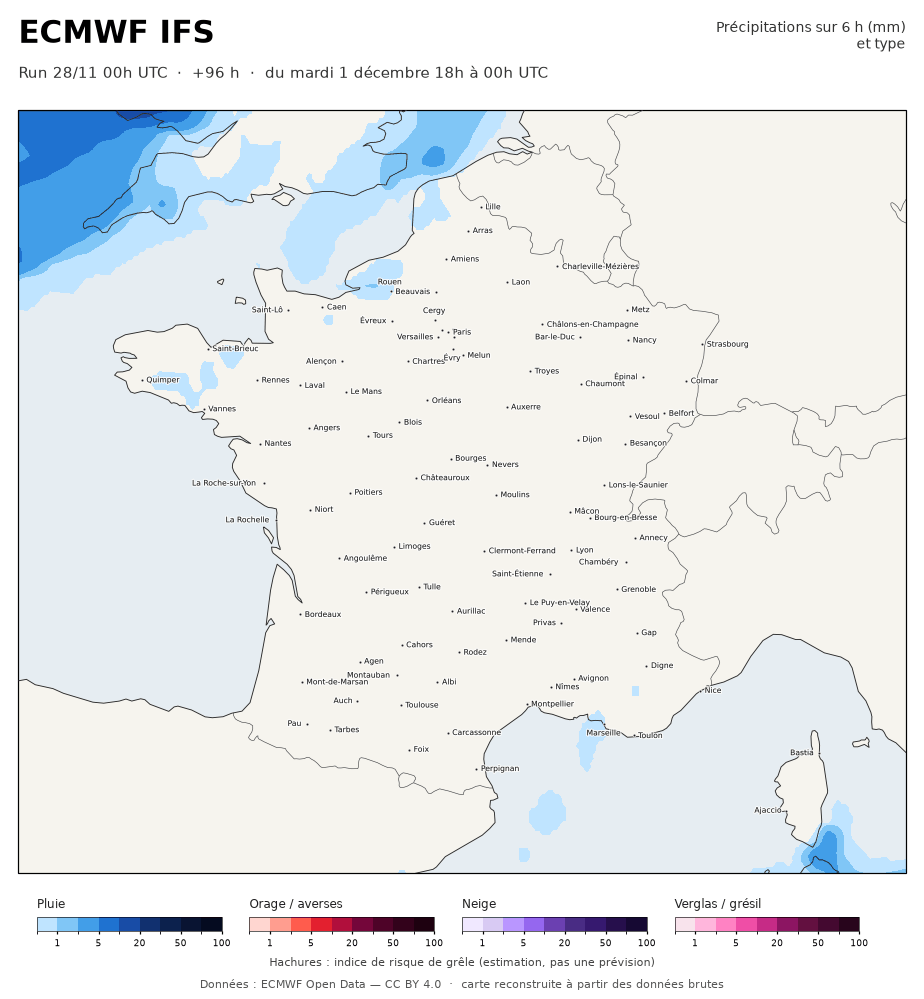 ECMWF IFS
Précipitations sur 6 h (mm)
et type
Run 28/11 00h UTC · +96 h · du mardi 1 décembre 18h à 00h UTC
Lille
Arras
Amiens
Charleville-Mézières
Rouen
Beauvais
Laon
Saint-Lô
Caen
Cergy
Metz
Évreux
Châlons-en-Champagne
Versailles
Paris
Bar-le-Duc
Nancy
Strasbourg
Saint-Brieuc
Alençon
Chartres
Évry
Melun
Quimper
Rennes
Laval
Le Mans
Troyes
Chaumont
Épinal
Colmar
Orléans
Auxerre
Vannes
Vesoul
Belfort
Angers
Blois
Tours
Nantes
Dijon
Besançon
Bourges
Nevers
La Roche-sur-Yon
Châteauroux
Lons-le-Saunier
Poitiers
Moulins
Niort
La Rochelle
Guéret
Mâcon
Bourg-en-Bresse
Annecy
Angoulême
Limoges
Clermont-Ferrand
Lyon
Chambéry
Saint-Étienne
Périgueux
Tulle
Grenoble
Bordeaux
Aurillac
Le Puy-en-Velay
Valence
Privas
Gap
Cahors
Mende
Rodez
Agen
Digne
Montauban
Mont-de-Marsan
Albi
Avignon
Nîmes
Nice
Auch
Toulouse
Montpellier
Pau
Tarbes
Carcassonne
Marseille
Toulon
Foix
Bastia
Perpignan
Ajaccio
Pluie
Orage / averses
Neige
Verglas / grésil
1 5 20 50 100
1 5 20 50 100
1 5 20 50 100
1 5 20 50 100
Hachures : indice de risque de grêle (estimation, pas une prévision)
Données : ECMWF Open Data — CC BY 4.0 · carte reconstruite à partir des données brutes